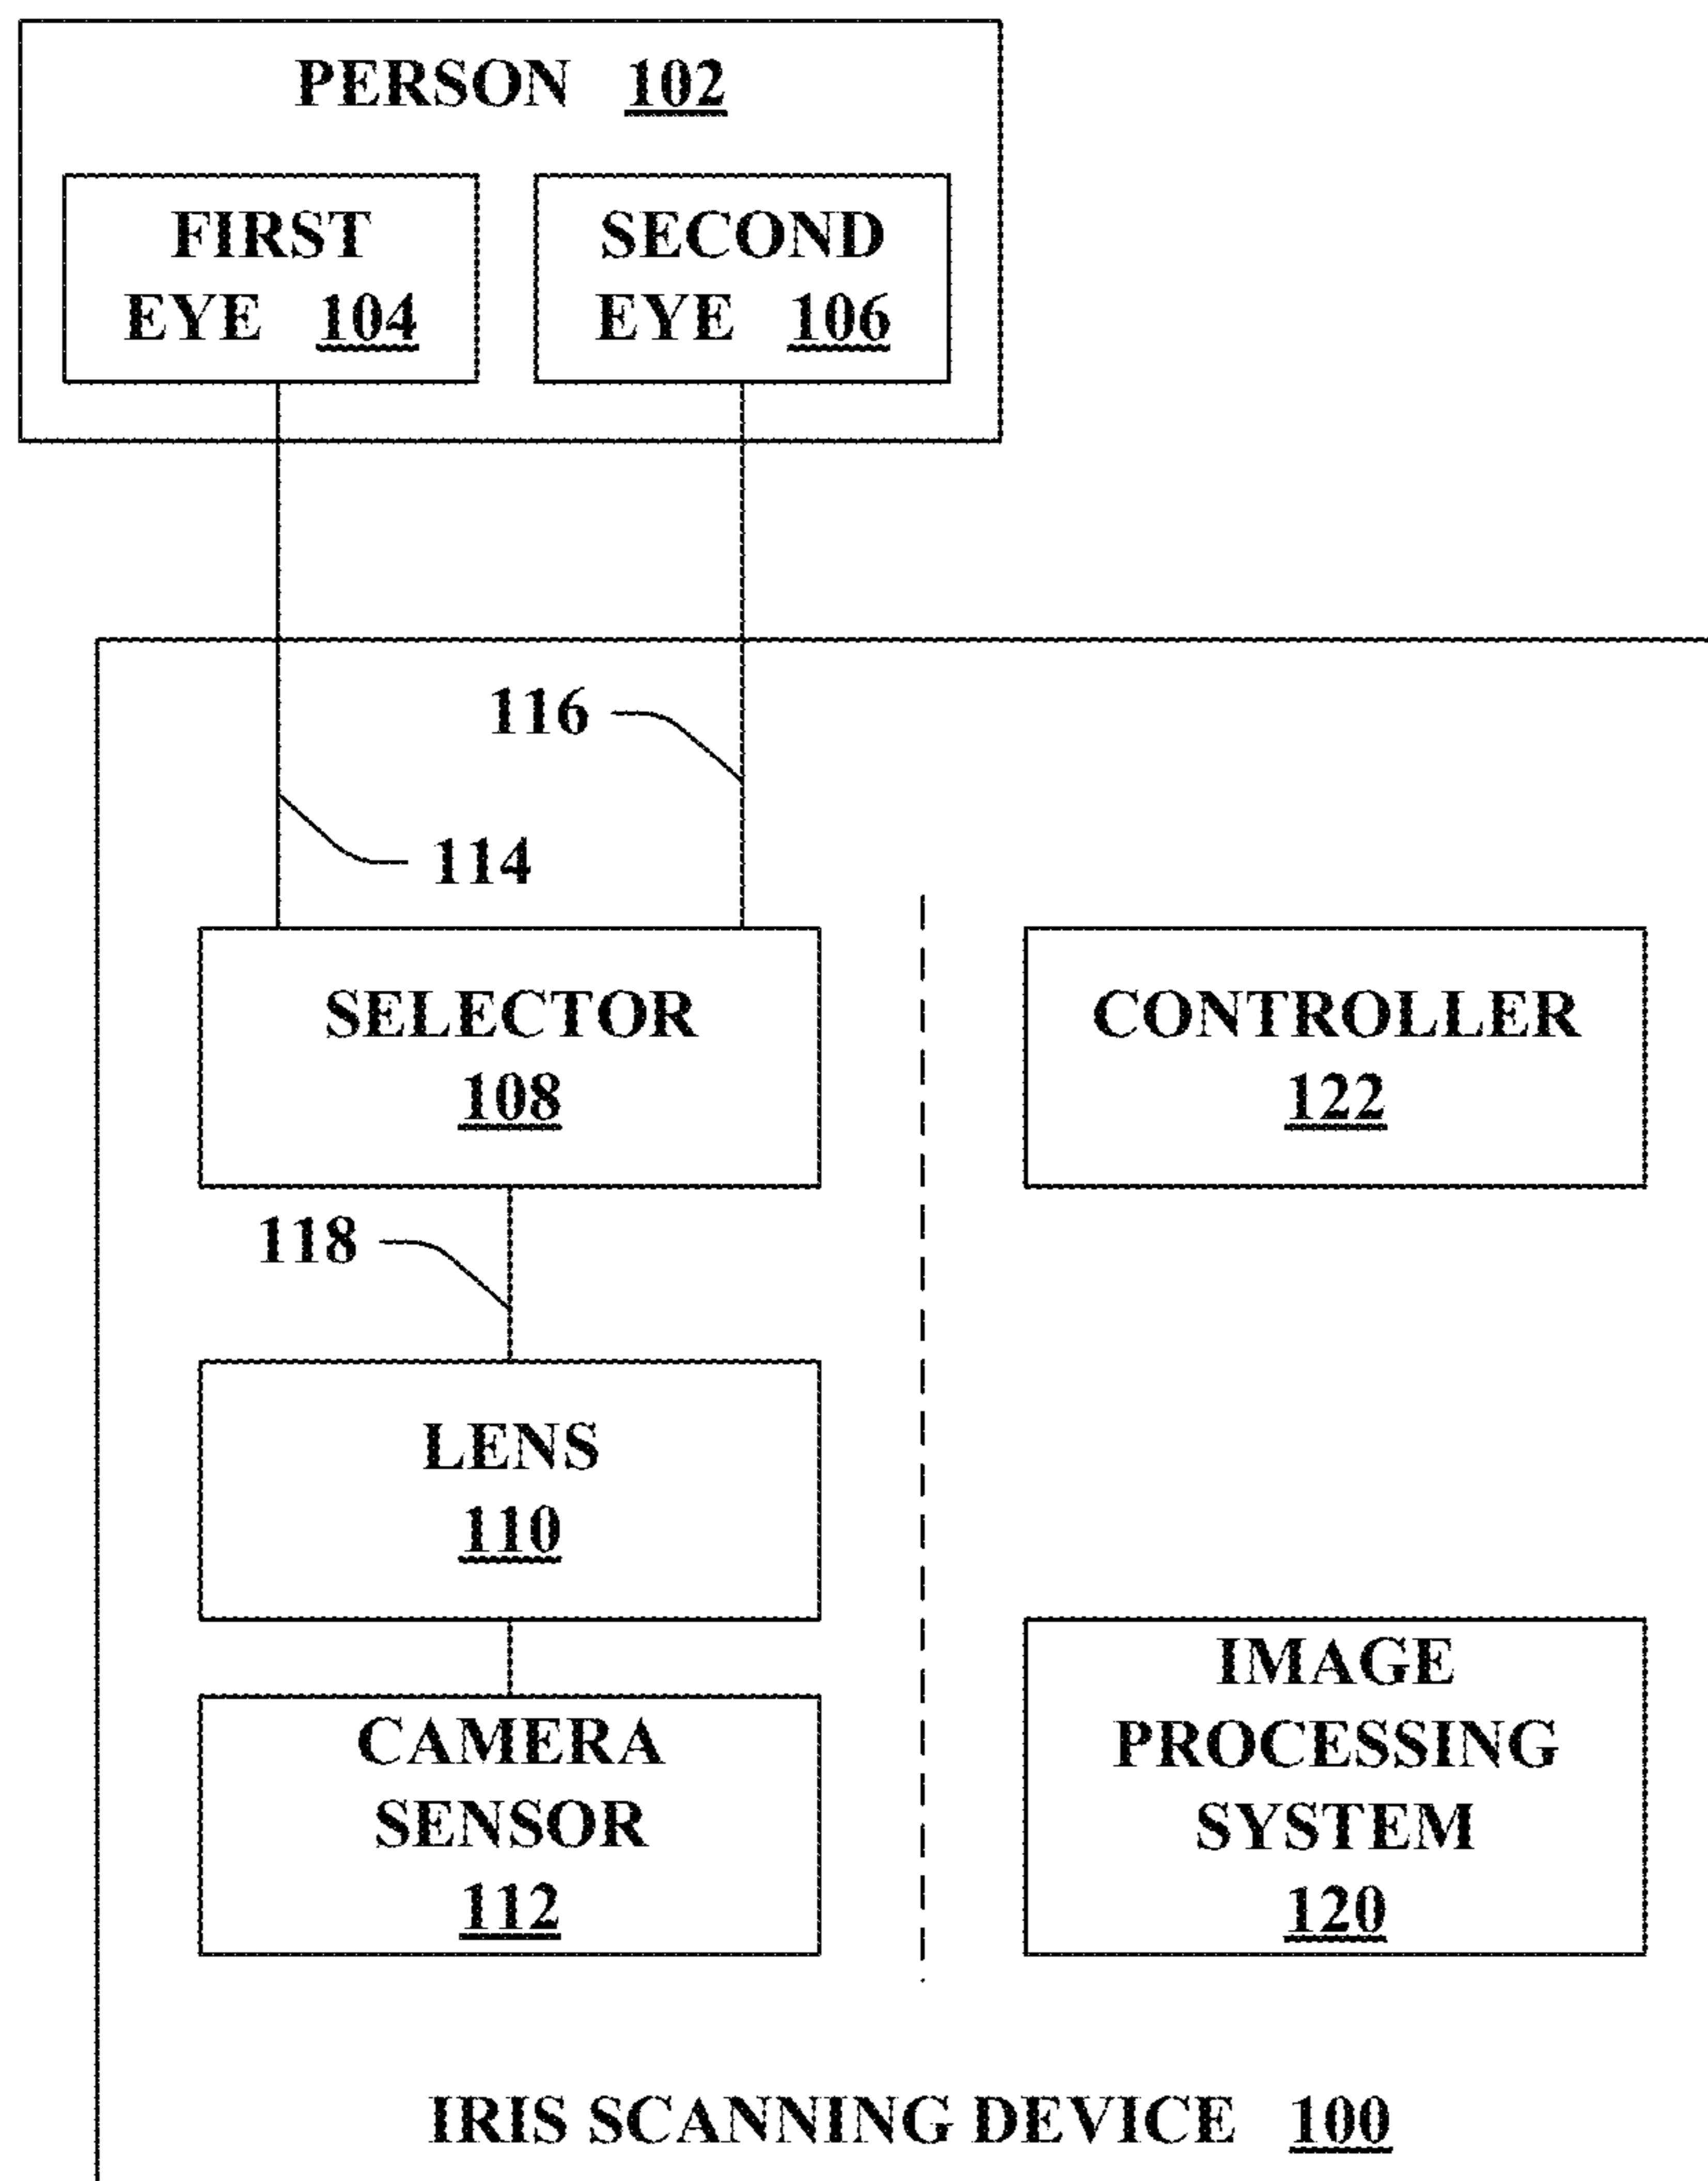 PERSON 102
FIRST
EYE 104
SECOND
EYE 106
116
114
SELECTOR
108
CONTROLLER
122
118
LENS
110
CAMERA
SENSOR
112
IMAGE
PROCESSING
SYSTEM
120
IRIS SCANNING DEVICE 100